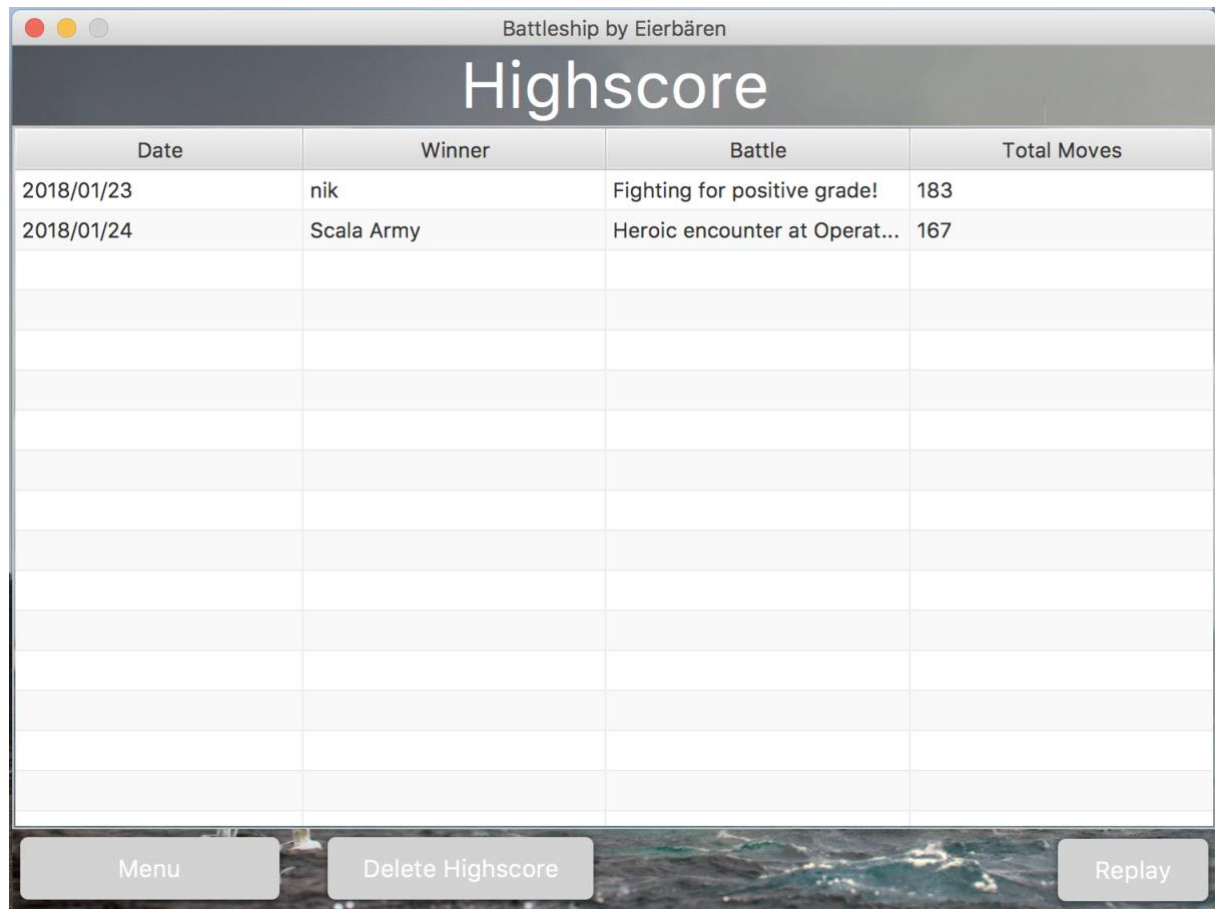 Battleship by Eierbären
Highscore
Date Winner Battle Total Moves
2018/01/23 nik Fighting for positive grade! 183
2018/01/24 Scala Army Heroic encounter at Operat... 167
Menu Delete Highscore Replay